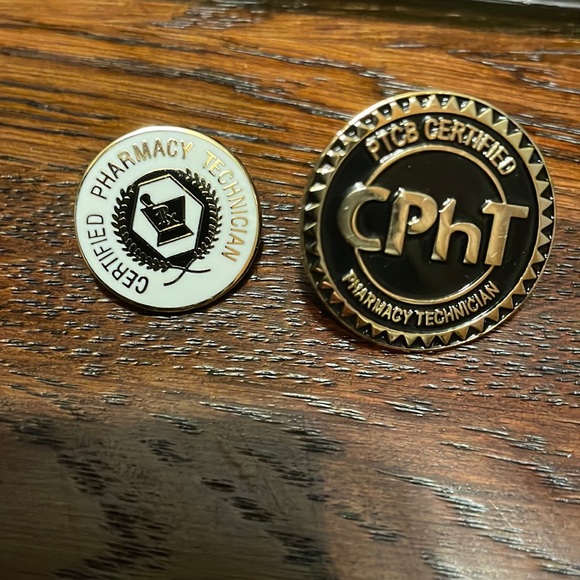 CERTIFIED PHARMACY TECHNICIAN
Rx
PTCB CERTIFIED
CPhT
PHARMACY TECHNICIAN